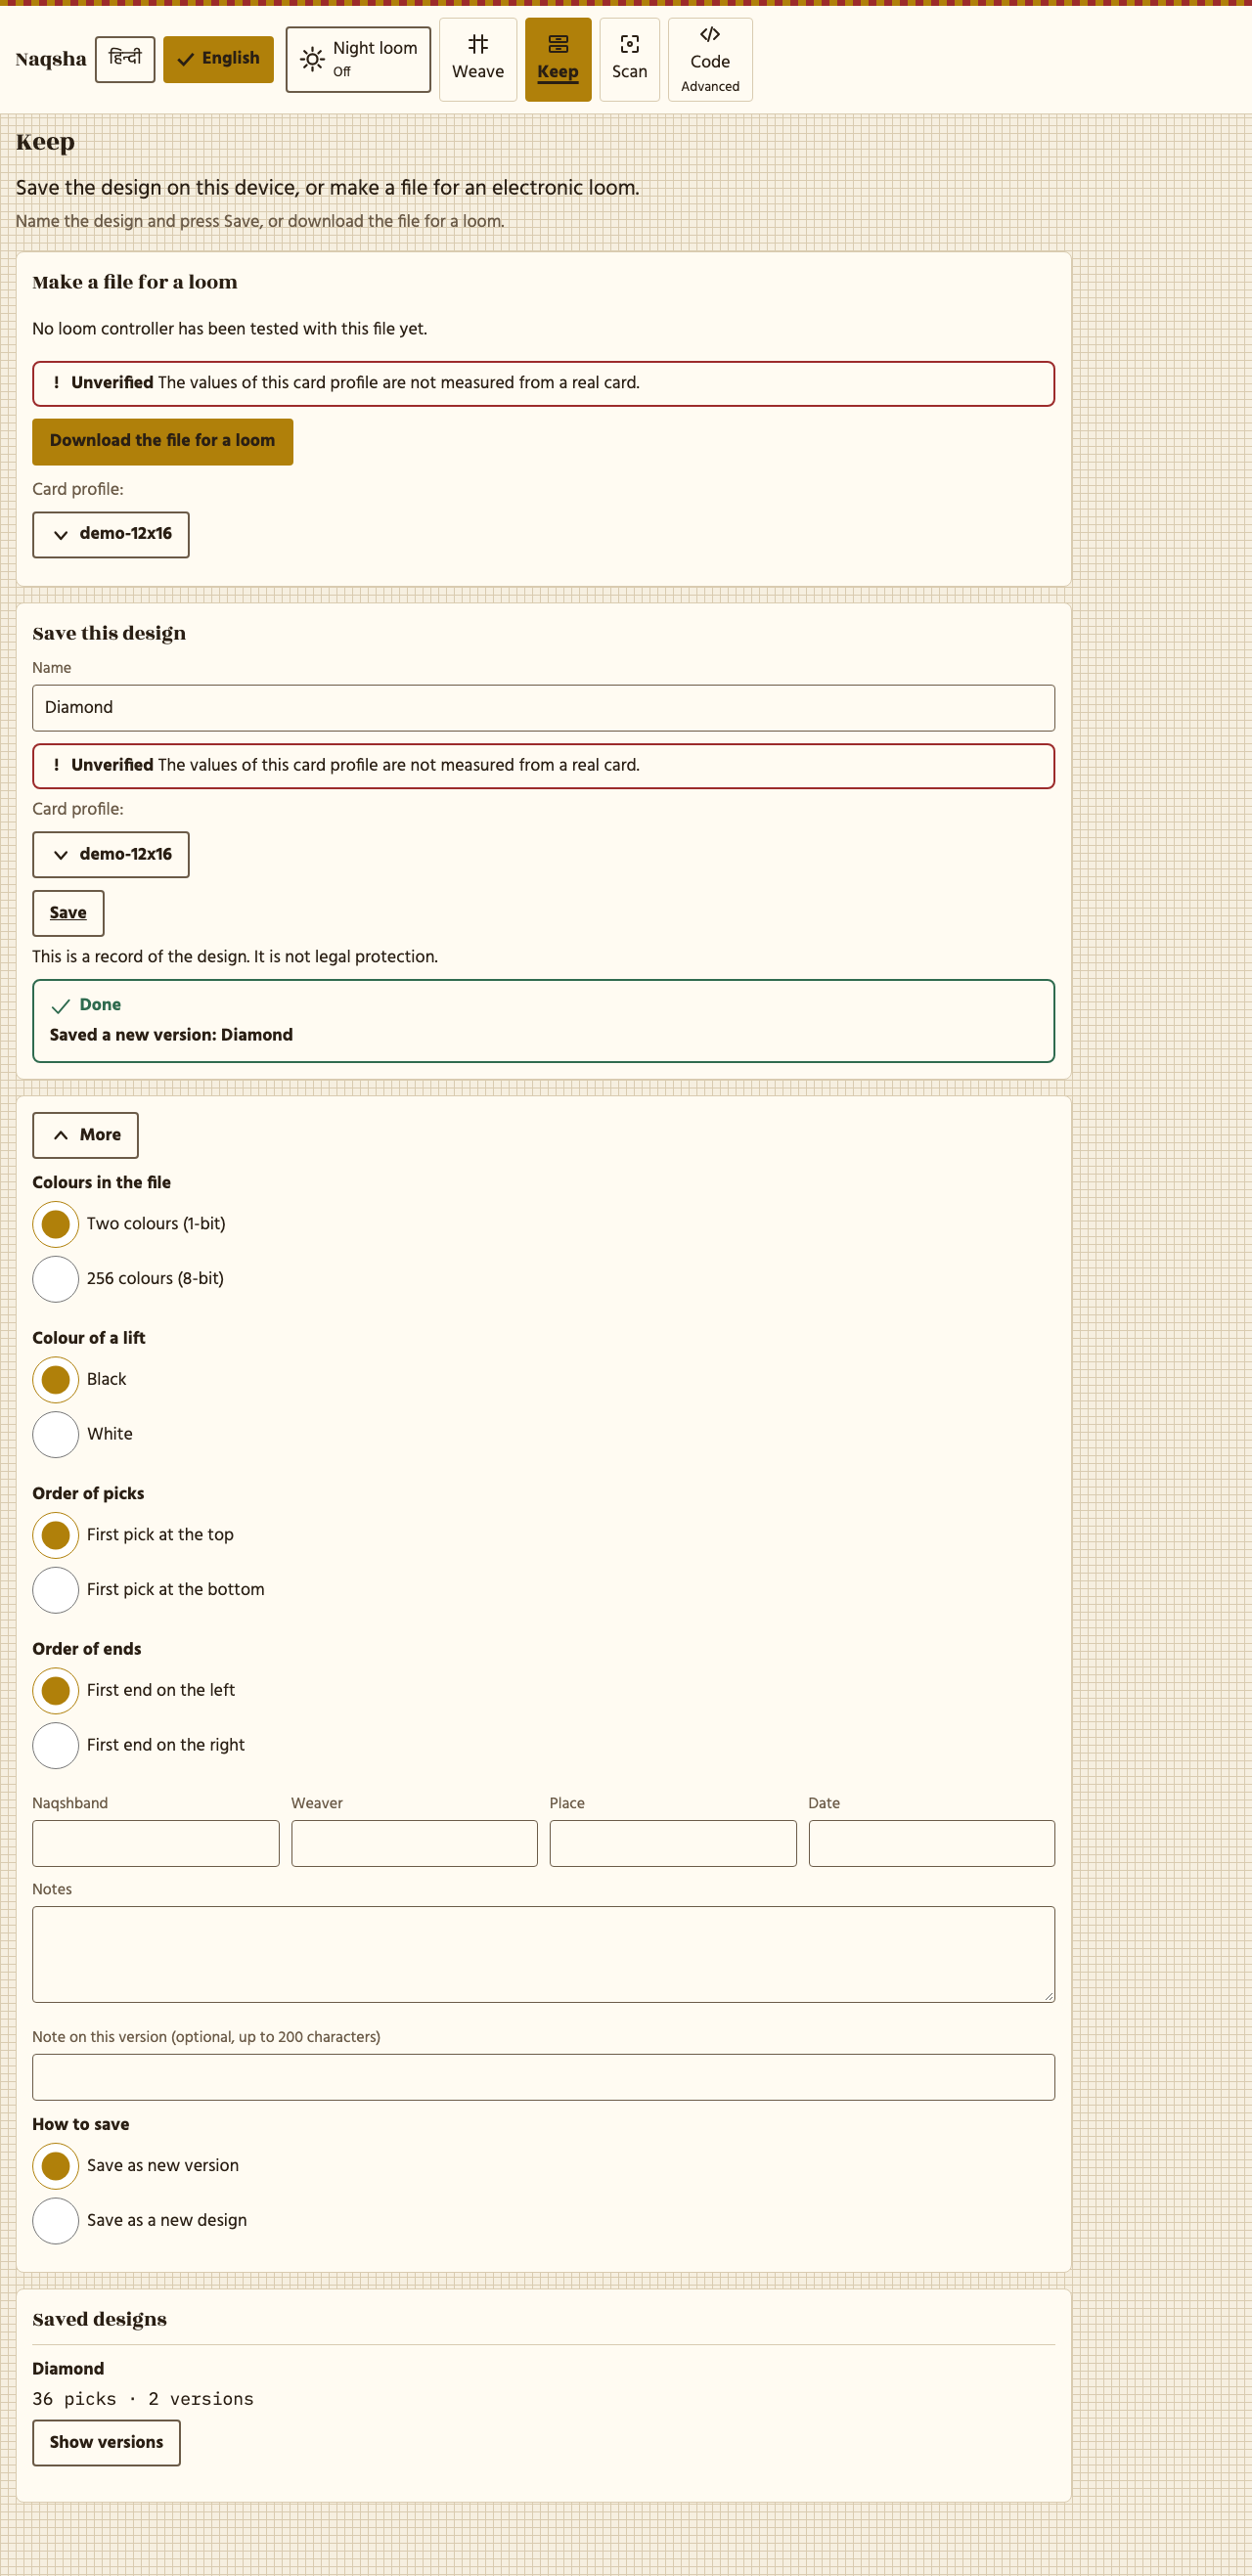 Naqsha
हिन्दी
English
Night loom
Off
Weave
Keep
Scan
Code
Advanced
Keep
Save the design on this device, or make a file for an electronic loom.
Name the design and press Save, or download the file for a loom.
Make a file for a loom
No loom controller has been tested with this file yet.
! Unverified The values of this card profile are not measured from a real card.
Download the file for a loom
Card profile:
demo-12x16
Save this design
Name
Diamond
! Unverified The values of this card profile are not measured from a real card.
Card profile:
demo-12x16
Save
This is a record of the design. It is not legal protection.
Done
Saved a new version: Diamond
More
Colours in the file
Two colours (1-bit)
256 colours (8-bit)
Colour of a lift
Black
White
Order of picks
First pick at the top
First pick at the bottom
Order of ends
First end on the left
First end on the right
Naqshband Weaver Place Date
Notes
Note on this version (optional, up to 200 characters)
How to save
Save as new version
Save as a new design
Saved designs
Diamond
36 picks · 2 versions
Show versions